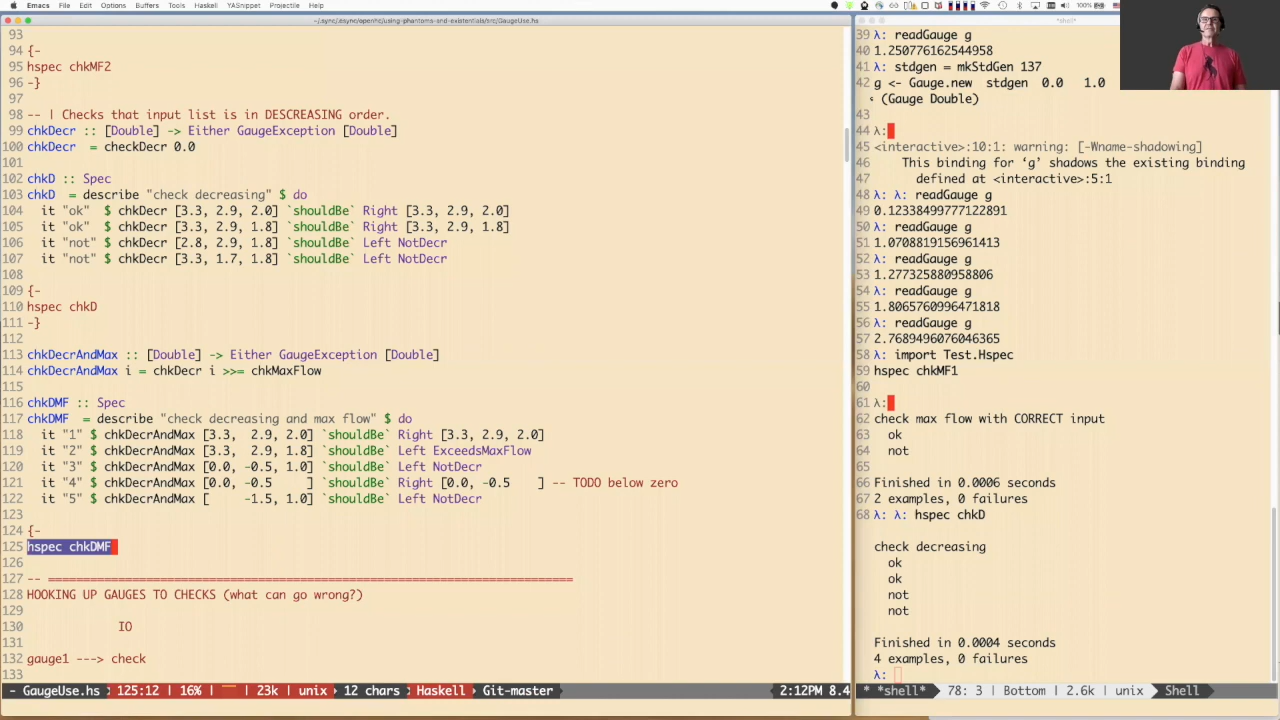 Emacs File Edit Options Buffers Tools Haskell YASnippet Projectile Help 100%
~/.sync/.esync/openhc/using-phantoms-and-existentials/src/GaugeUse.hs
93
94 {-
95 hspec chkMF2
96 -}
97
98 -- | Checks that input list is in DESCREASING order.
99 chkDecr :: [Double] -> Either GaugeException [Double]
100 chkDecr  = checkDecr 0.0
101
102 chkD :: Spec
103 chkD  = describe "check decreasing" $ do
104   it "ok"  $ chkDecr [3.3, 2.9, 2.0] `shouldBe` Right [3.3, 2.9, 2.0]
105   it "ok"  $ chkDecr [3.3, 2.9, 1.8] `shouldBe` Right [3.3, 2.9, 1.8]
106   it "not" $ chkDecr [2.8, 2.9, 1.8] `shouldBe` Left NotDecr
107   it "not" $ chkDecr [3.3, 1.7, 1.8] `shouldBe` Left NotDecr
108
109 {-
110 hspec chkD
111 -}
112
113 chkDecrAndMax :: [Double] -> Either GaugeException [Double]
114 chkDecrAndMax i = chkDecr i >>= chkMaxFlow
115
116 chkDMF :: Spec
117 chkDMF  = describe "check decreasing and max flow" $ do
118   it "1" $ chkDecrAndMax [3.3,  2.9, 2.0] `shouldBe` Right [3.3, 2.9, 2.0]
119   it "2" $ chkDecrAndMax [3.3,  2.9, 1.8] `shouldBe` Left ExceedsMaxFlow
120   it "3" $ chkDecrAndMax [0.0, -0.5, 1.0] `shouldBe` Left NotDecr
121   it "4" $ chkDecrAndMax [0.0, -0.5     ] `shouldBe` Right [0.0, -0.5    ] -- TODO below zero
122   it "5" $ chkDecrAndMax [     -1.5, 1.0] `shouldBe` Left NotDecr
123
124 {-
125 hspec chkDMF
126
127 -- ============================================================================
128 HOOKING UP GAUGES TO CHECKS (what can go wrong?)
129
130              IO
131
132 gauge1 ---> check
133
- GaugeUse.hs 125:12 | 16% | | 23k | unix 12 chars Haskell Git-master 2:12PM 8.4
*shell*
39 λ: readGauge g
40 1.250776162544958
41 λ: stdgen = mkStdGen 137
42 g <- Gauge.new  stdgen  0.0   1.0
(Gauge Double)
43
44 λ:
45 <interactive>:10:1: warning: [-Wname-shadowing]
46     This binding for ‘g’ shadows the existing binding
47       defined at <interactive>:5:1
48 λ: λ: readGauge g
49 0.12338499777122891
50 λ: readGauge g
51 1.0708819156961413
52 λ: readGauge g
53 1.277325880958806
54 λ: readGauge g
55 1.8065760996471818
56 λ: readGauge g
57 2.7689496076046365
58 λ: import Test.Hspec
59 hspec chkMF1
60
61 λ:
62 check max flow with CORRECT input
63   ok
64   not
65
66 Finished in 0.0006 seconds
67 2 examples, 0 failures
68 λ: λ: hspec chkD
check decreasing
ok
ok
not
not
Finished in 0.0004 seconds
4 examples, 0 failures
λ:
* *shell* 78: 3 | Bottom | 2.6k | unix Shell